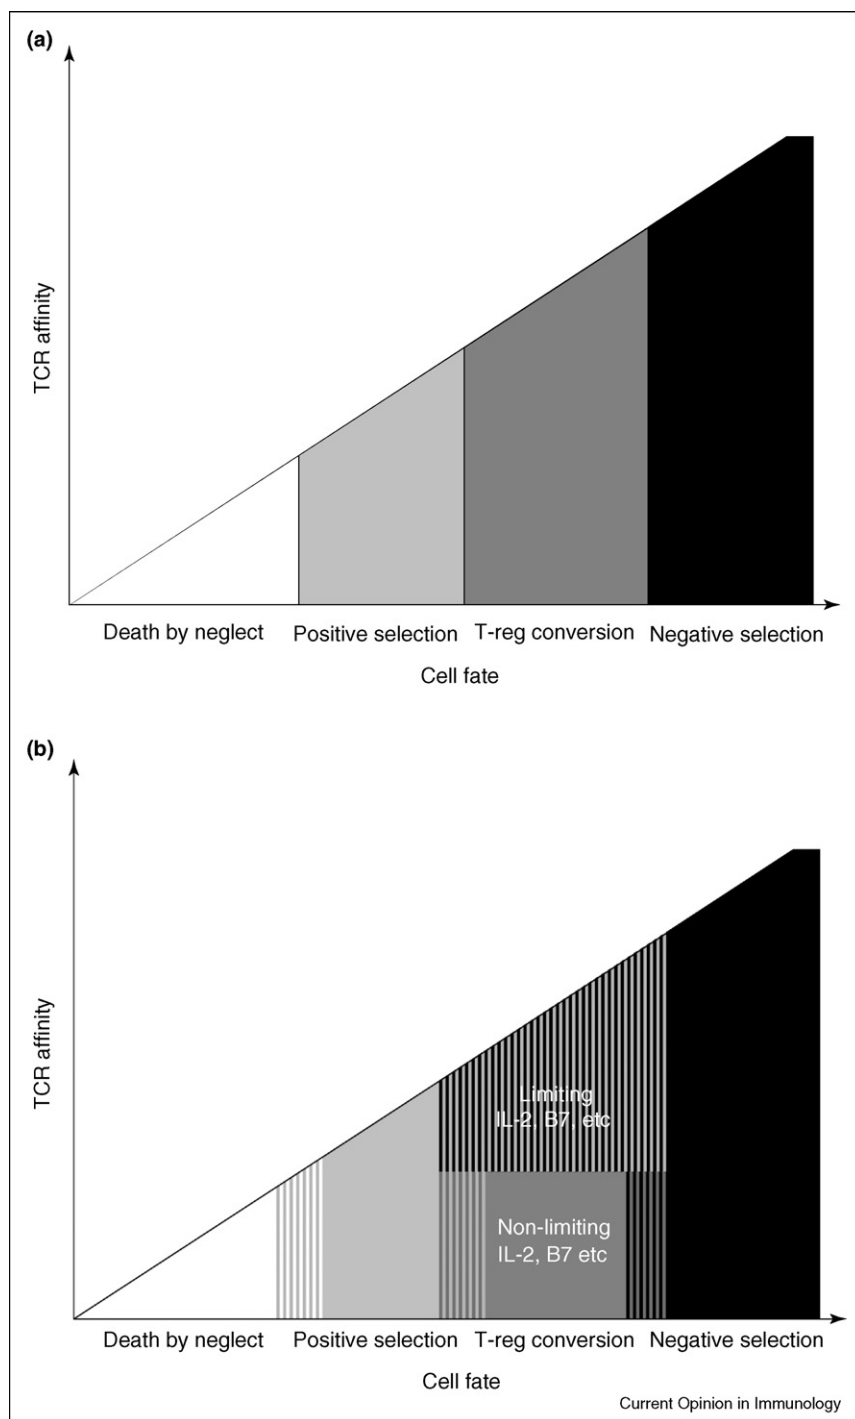 (a)
TCR affinity
Death by neglect
Positive selection
T-reg conversion
Negative selection
Cell fate
(b)
TCR affinity
Limiting
IL-2, B7, etc
Non-limiting
IL-2, B7 etc
Death by neglect
Positive selection
T-reg conversion
Negative selection
Cell fate
Current Opinion in Immunology